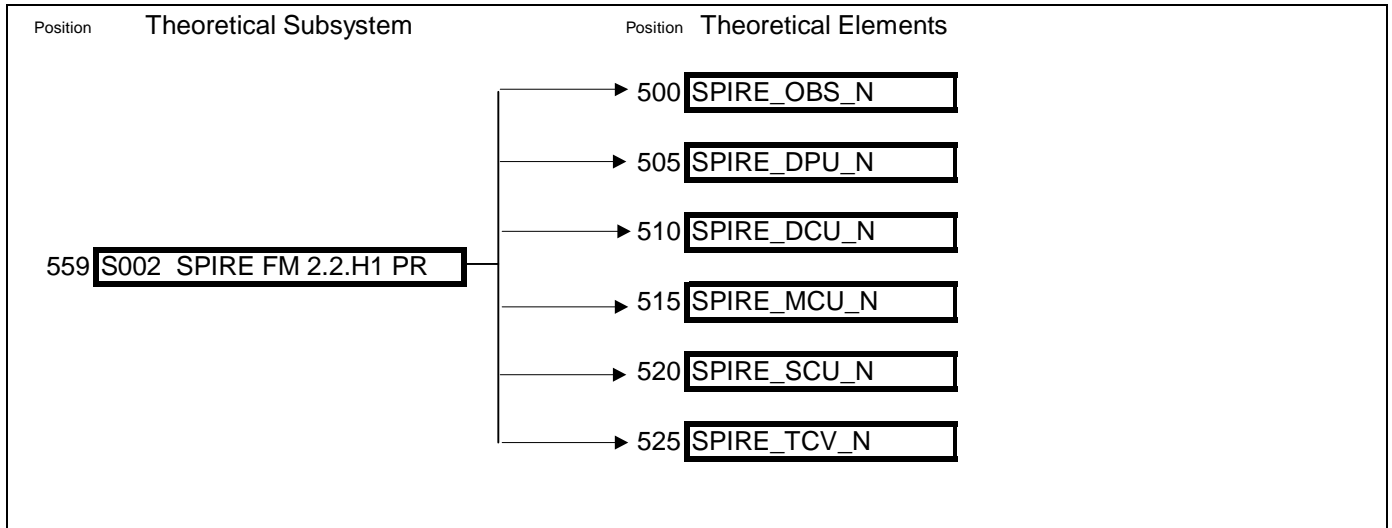 Position Theoretical Subsystem Position Theoretical Elements
500 SPIRE_OBS_N
505 SPIRE_DPU_N
510 SPIRE_DCU_N
559 S002 SPIRE FM 2.2.H1 PR
515 SPIRE_MCU_N
520 SPIRE_SCU_N
525 SPIRE_TCV_N